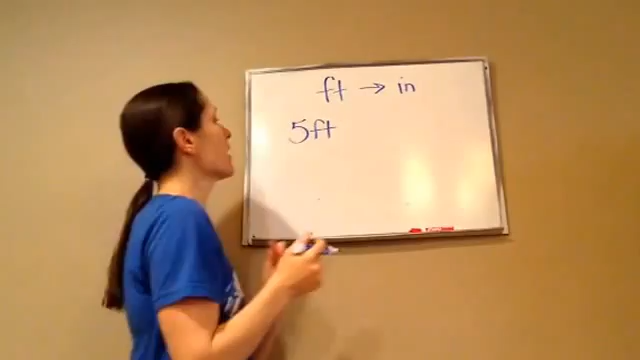 ft → in
5ft